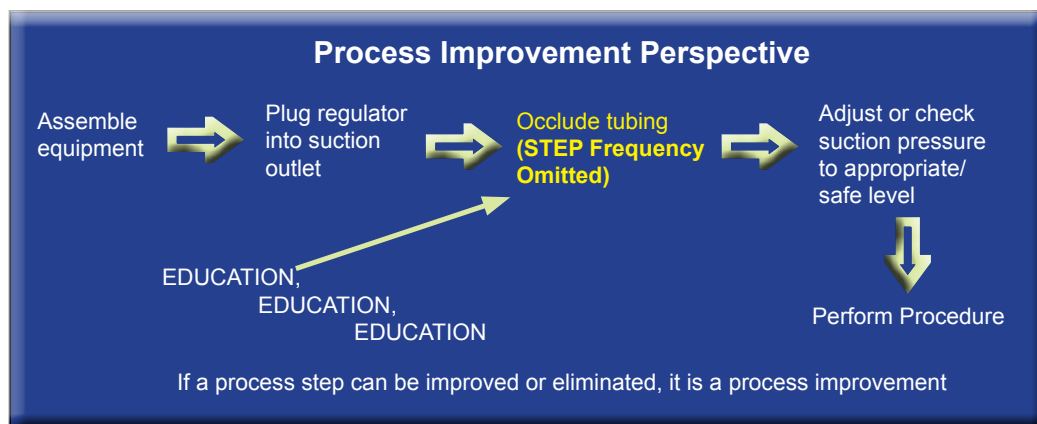 Process Improvement Perspective
Assemble
equipment
Plug regulator
into suction
outlet
Occlude tubing
(STEP Frequency
Omitted)
Adjust or check
suction pressure
to appropriate/
safe level
EDUCATION,
EDUCATION,
EDUCATION
Perform Procedure
If a process step can be improved or eliminated, it is a process improvement